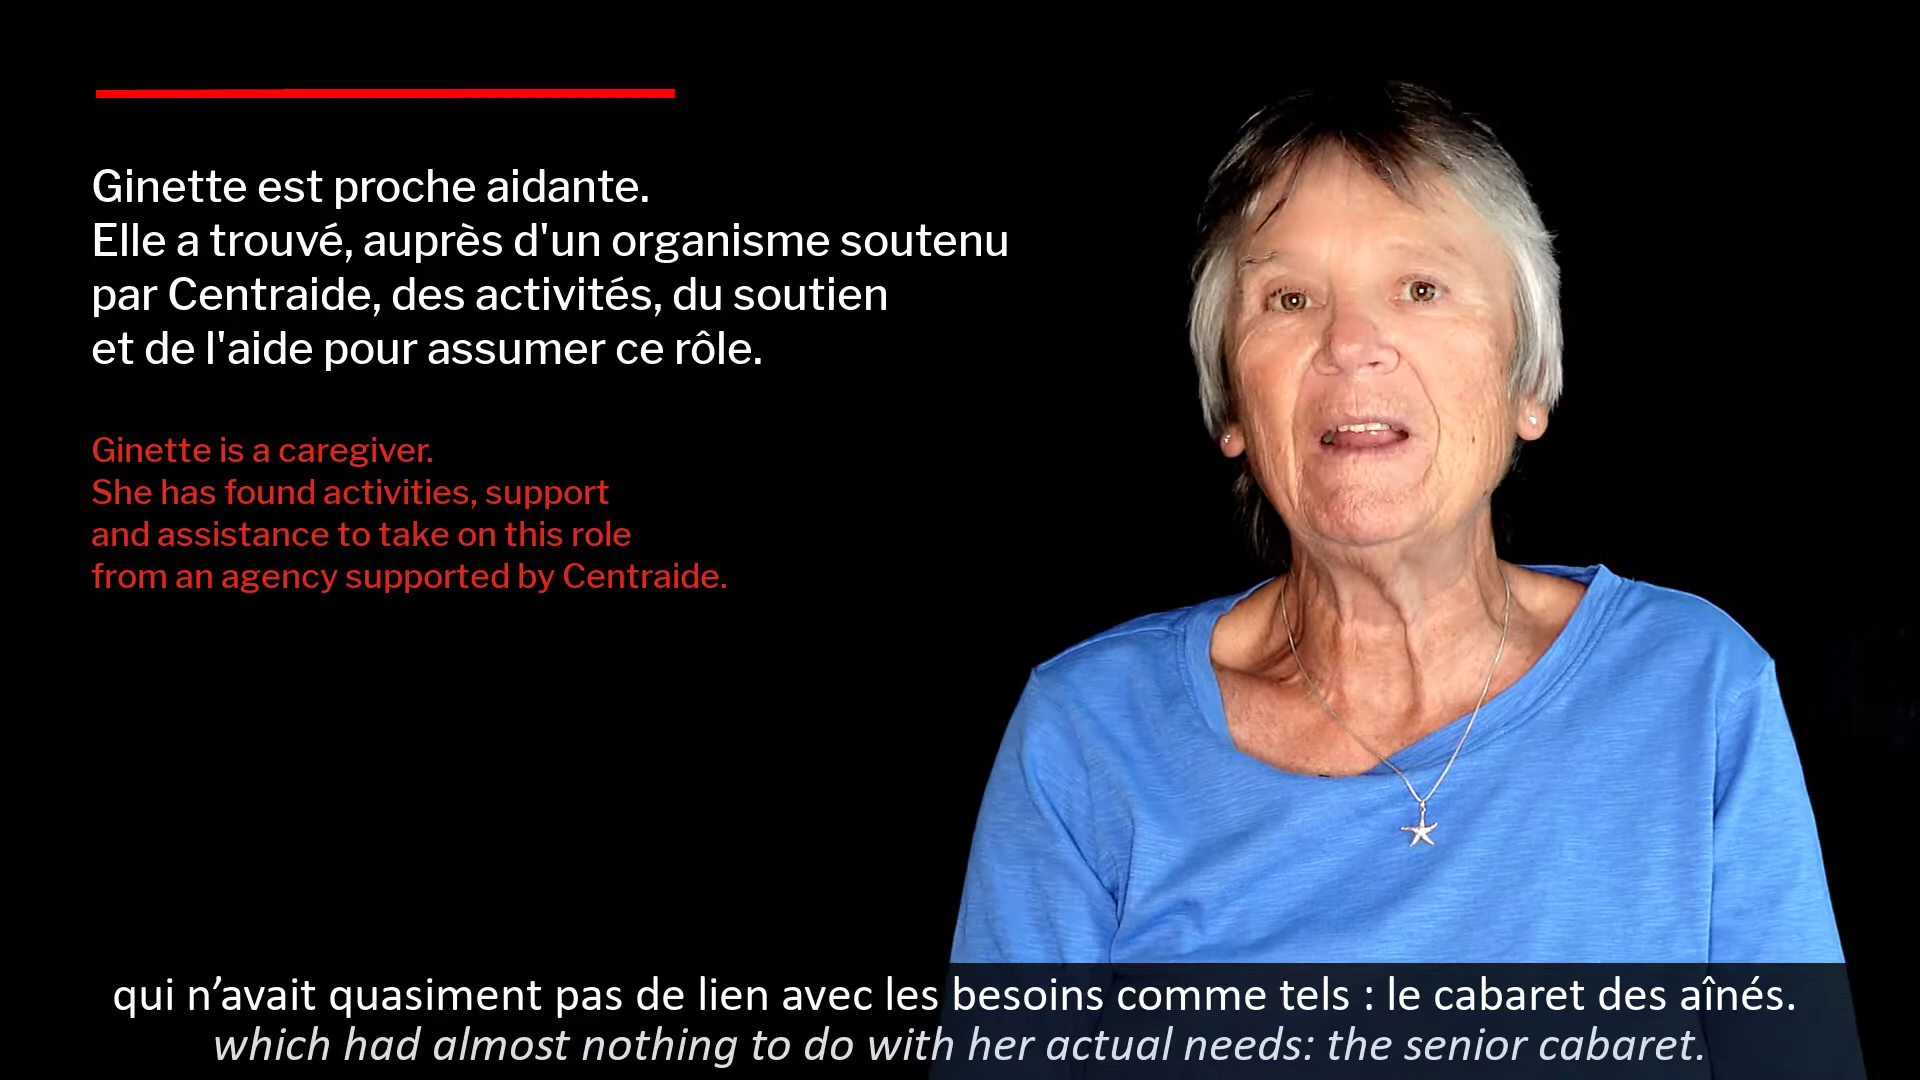 Ginette est proche aidante.
Elle a trouvé, auprès d'un organisme soutenu
par Centraide, des activités, du soutien
et de l'aide pour assumer ce rôle.
Ginette is a caregiver.
She has found activities, support
and assistance to take on this role
from an agency supported by Centraide.
qui n’avait quasiment pas de lien avec les besoins comme tels : le cabaret des aînés.
which had almost nothing to do with her actual needs: the senior cabaret.